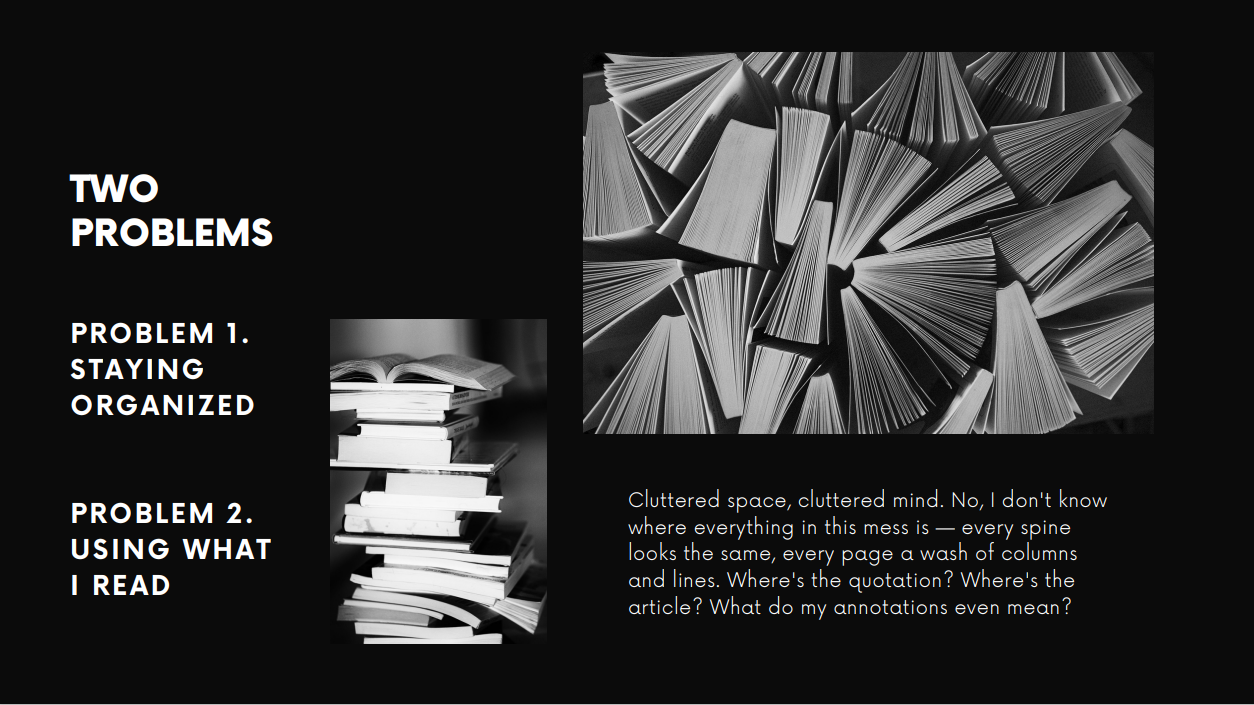 TWO
PROBLEMS
PROBLEM 1.
STAYING
ORGANIZED
PROBLEM 2.
USING WHAT
I READ
Cluttered space, cluttered mind. No, I don't know
where everything in this mess is — every spine
looks the same, every page a wash of columns
and lines. Where's the quotation? Where's the
article? What do my annotations even mean?